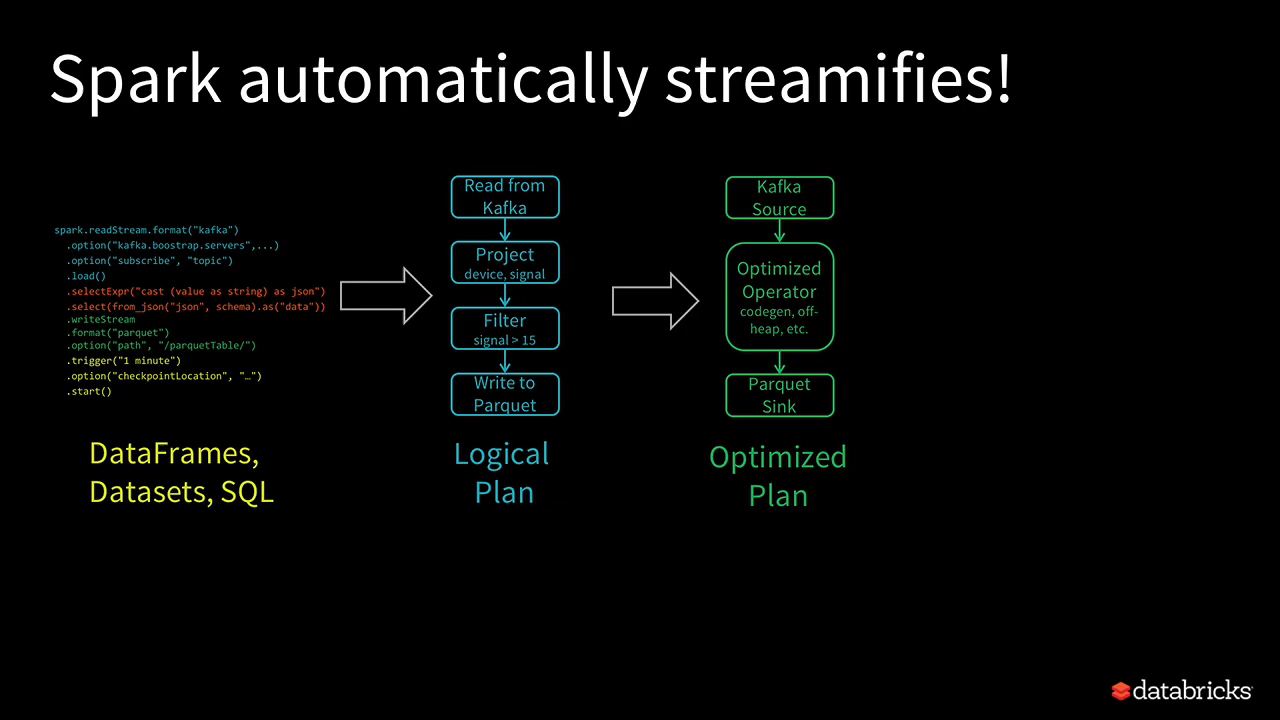 Spark automatically streamifies!
spark.readStream.format("kafka")
.option("kafka.boostrap.servers",...)
.option("subscribe", "topic")
.load()
.selectExpr("cast (value as string) as json")
.select(from_json("json", schema).as("data"))
.writeStream
.format("parquet")
.option("path", "/parquetTable/")
.trigger("1 minute")
.option("checkpointLocation", "…")
.start()
DataFrames,
Datasets, SQL
Read from
Kafka
Project
device, signal
Filter
signal > 15
Write to
Parquet
Logical
Plan
Kafka
Source
Optimized
Operator
codegen, off-
heap, etc.
Parquet
Sink
Optimized
Plan
databricks